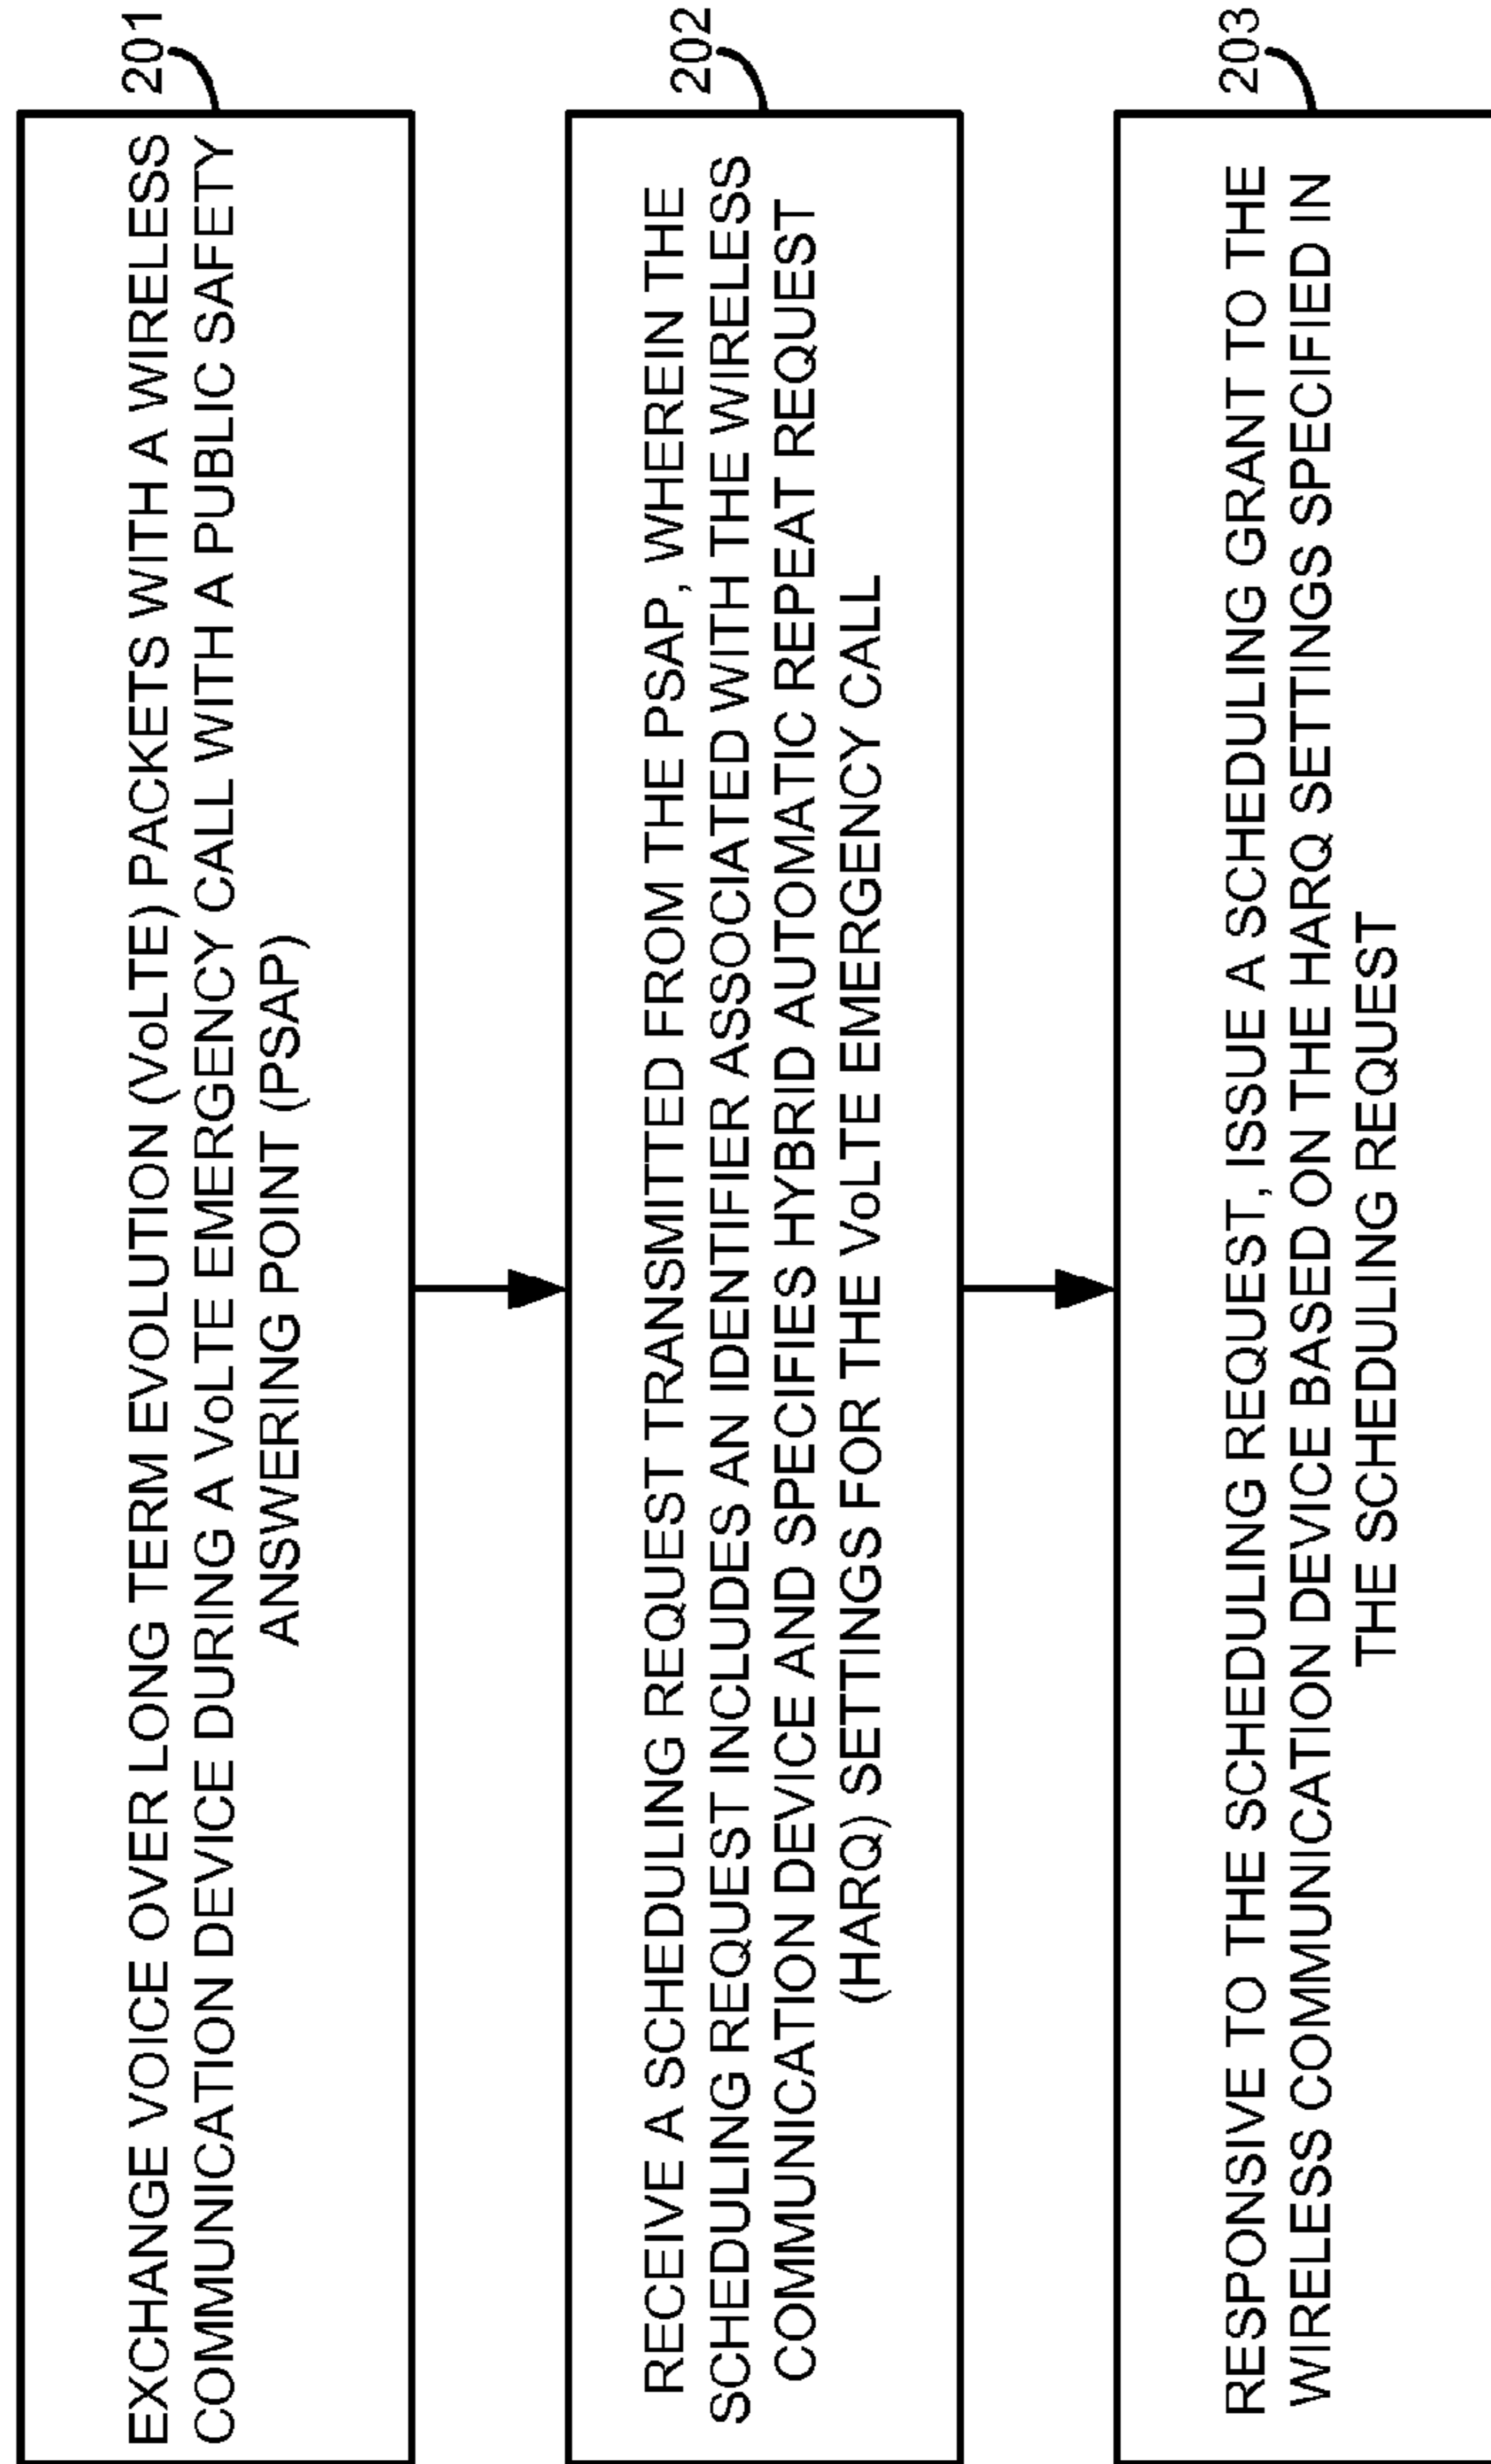 201
EXCHANGE VOICE OVER LONG TERM EVOLUTION (VoLTE) PACKETS WITH A WIRELESS
COMMUNICATION DEVICE DURING A VoLTE EMERGENCY CALL WITH A PUBLIC SAFETY
ANSWERING POINT (PSAP)
202
RECEIVE A SCHEDULING REQUEST TRANSMITTED FROM THE PSAP, WHEREIN THE
SCHEDULING REQUEST INCLUDES AN IDENTIFIER ASSOCIATED WITH THE WIRELESS
COMMUNICATION DEVICE AND SPECIFIES HYBRID AUTOMATIC REPEAT REQUEST
(HARQ) SETTINGS FOR THE VoLTE EMERGENCY CALL
203
RESPONSIVE TO THE SCHEDULING REQUEST, ISSUE A SCHEDULING GRANT TO THE
WIRELESS COMMUNICATION DEVICE BASED ON THE HARQ SETTINGS SPECIFIED IN
THE SCHEDULING REQUEST